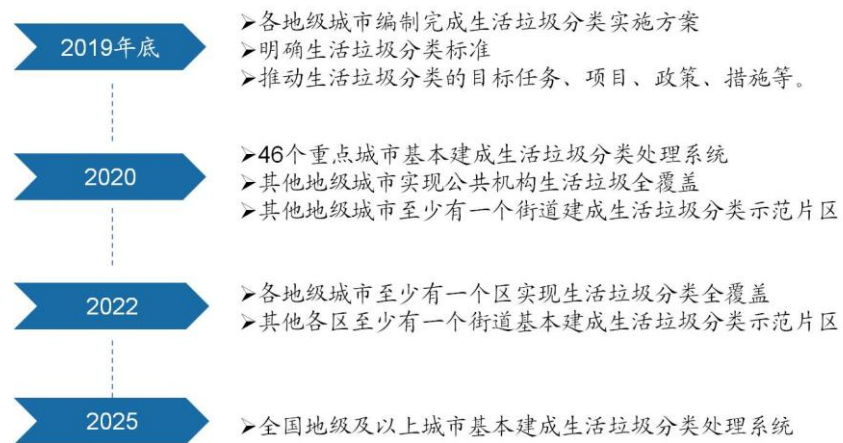 2019年底
➢各地级城市编制完成生活垃圾分类实施方案
➢明确生活垃圾分类标准
➢推动生活垃圾分类的目标任务、项目、政策、措施等。
2020
➢46个重点城市基本建成生活垃圾分类处理系统
➢其他地级城市实现公共机构生活垃圾全覆盖
➢其他地级城市至少有一个街道建成生活垃圾分类示范片区
2022
➢各地级城市至少有一个区实现生活垃圾分类全覆盖
➢其他各区至少有一个街道基本建成生活垃圾分类示范片区
2025
➢全国地级及以上城市基本建成生活垃圾分类处理系统